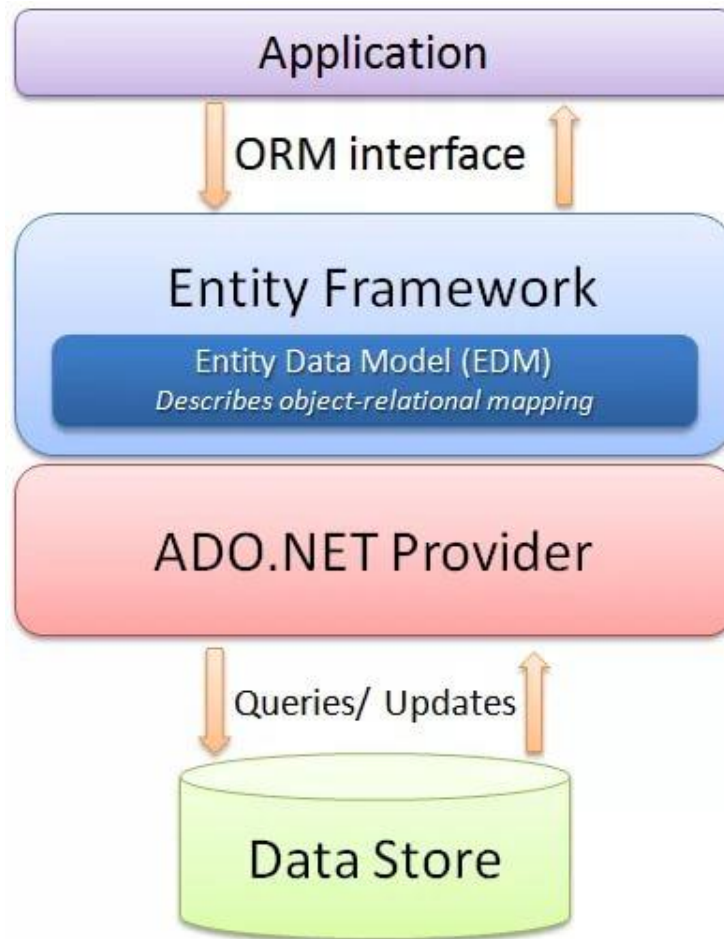 Application
ORM interface
Entity Framework
Entity Data Model (EDM)
Describes object-relational mapping
ADO.NET Provider
Queries/ Updates
Data Store